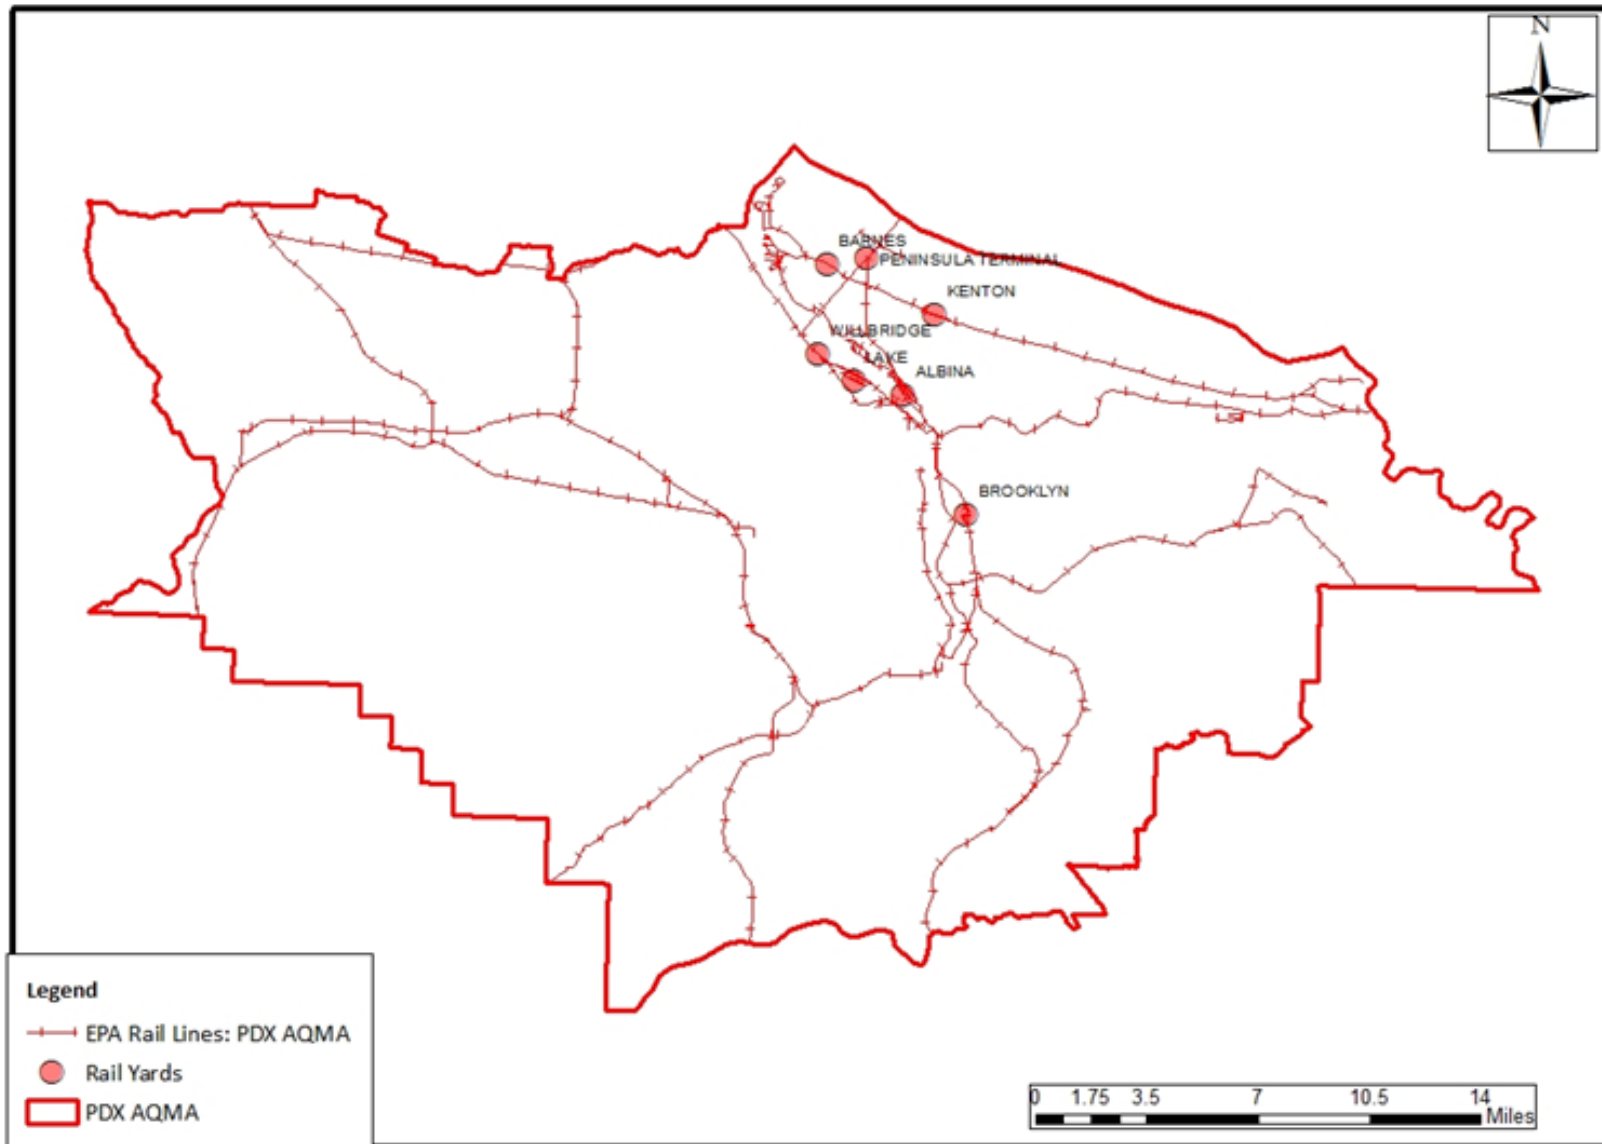 N
BARNES
PENINSULA TERMINAL
KENTON
WILLBRIDGE
LAKE
ALBINA
BROOKLYN
Legend
EPA Rail Lines: PDX AQMA
Rail Yards
PDX AQMA
0 1.75 3.5 7 10.5 14
Miles